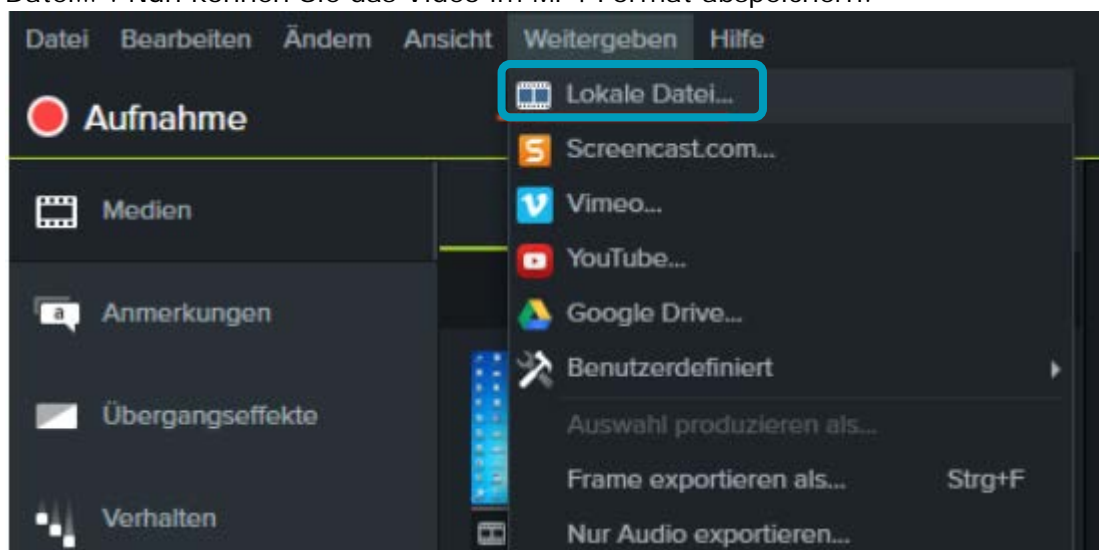 Datei Bearbeiten Ändern Ansicht Weitergeben Hilfe
Aufnahme
Lokale Datei...
Screencast.com...
Medien
Vimeo...
YouTube...
Anmerkungen
Google Drive...
Benutzerdefiniert
Übergangseffekte
Auswahl produzieren als...
Frame exportieren als... Strg+F
Verhalten
Nur Audio exportieren...